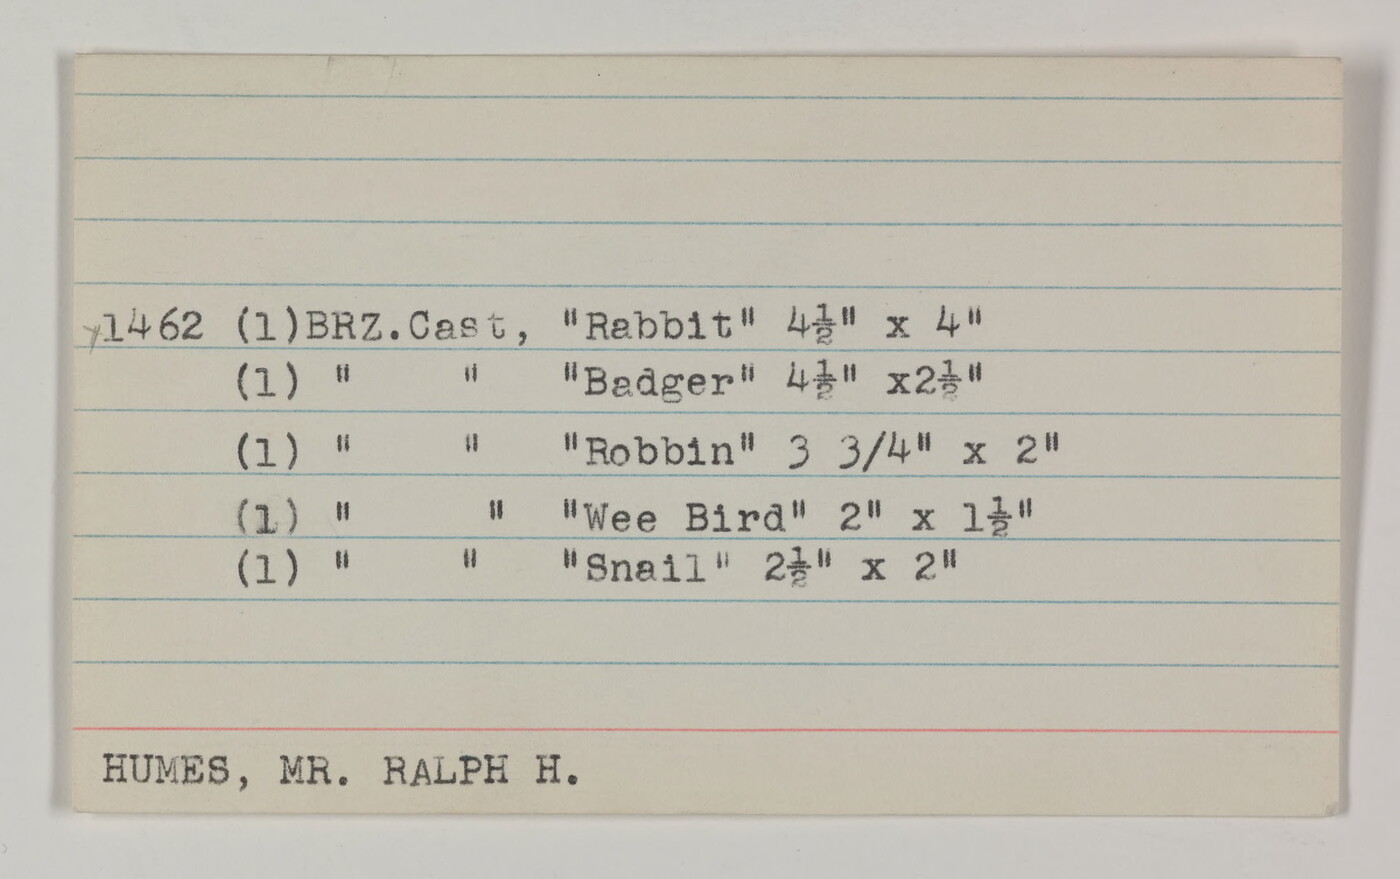 1462 (1)BRZ.Cast, "Rabbit" 4½" x 4"
(1) " " "Badger" 4½" x2½"
(1) " " "Robbin" 3 3/4" x 2"
(1) " " "Wee Bird" 2" x 1½"
(1) " " "Snail" 2½" x 2"
HUMES, MR. RALPH H.